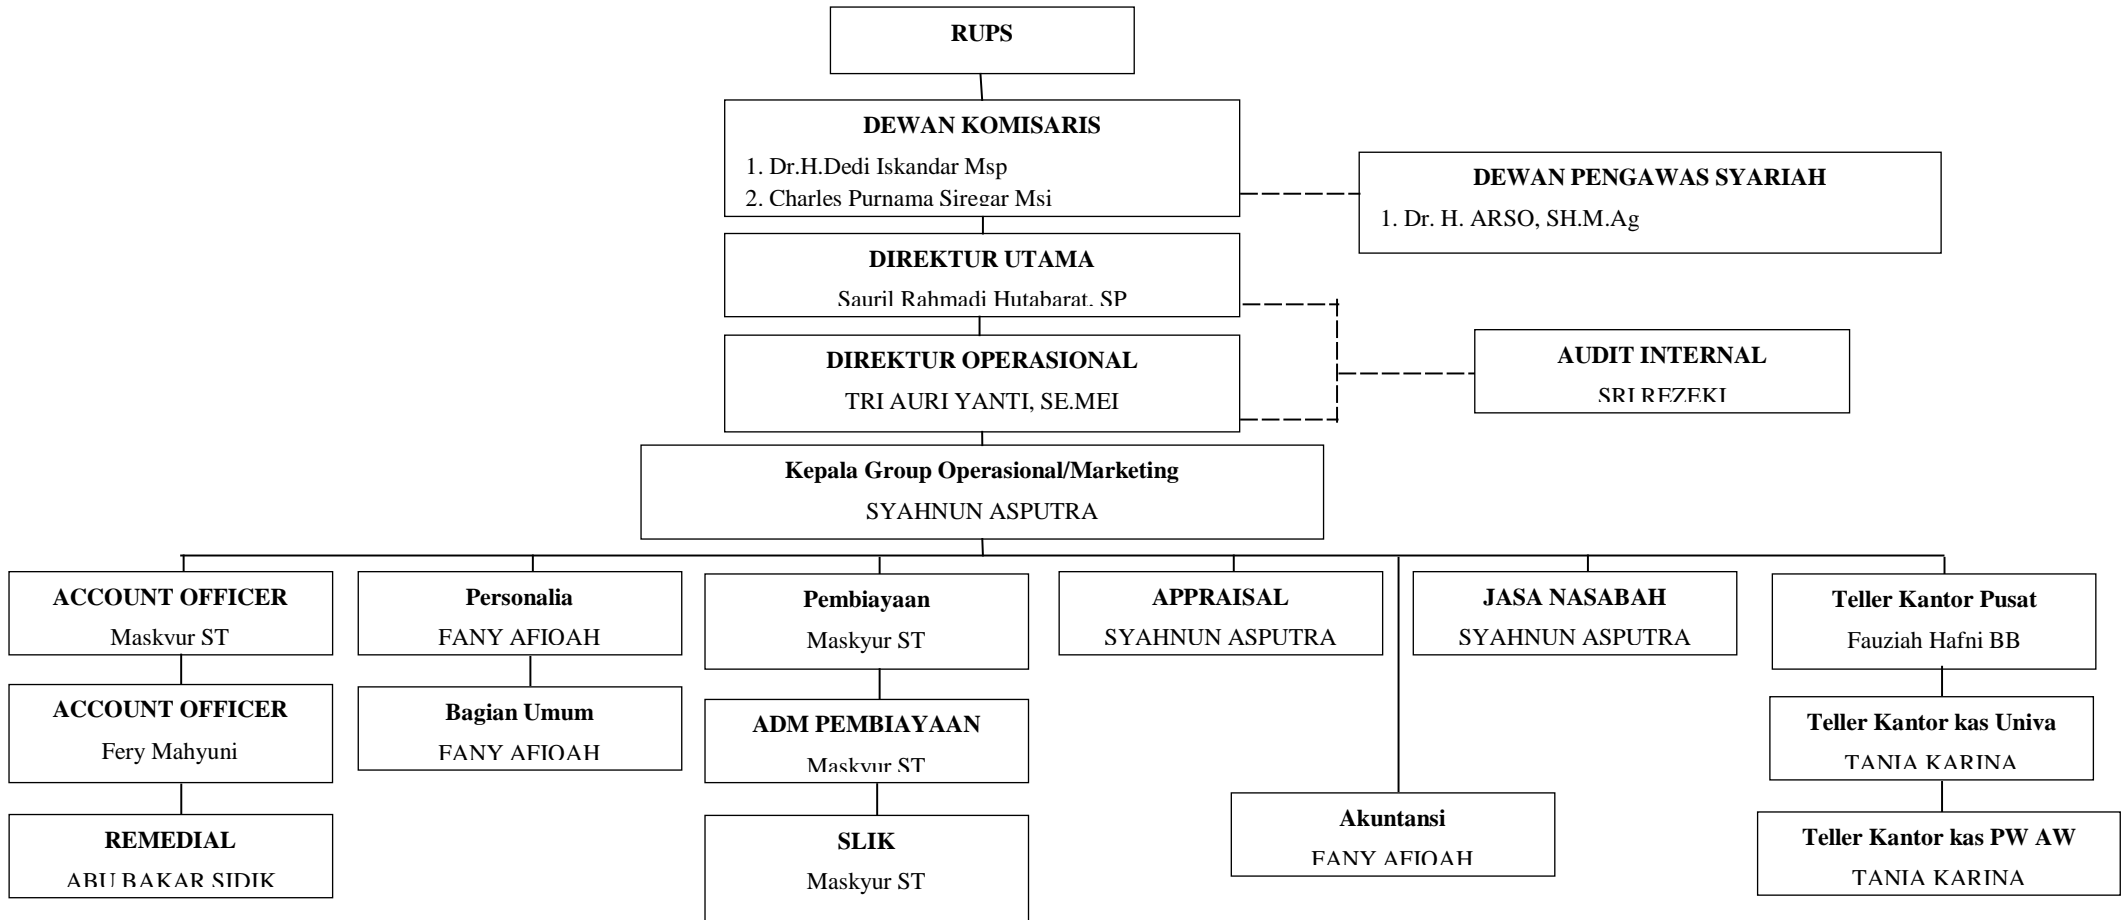 RUPS
DEWAN KOMISARIS
1. Dr.H.Dedi Iskandar Msp
2. Charles Purnama Siregar Msi
DEWAN PENGAWAS SYARIAH
1. Dr. H. ARSO, SH.M.Ag
DIREKTUR UTAMA
Sauril Rahmadi Hutabarat, SP
DIREKTUR OPERASIONAL
TRI AURI YANTI, SE.MEI
AUDIT INTERNAL
SRI REZEKI
Kepala Group Operasional/Marketing
SYAHNUN ASPUTRA
ACCOUNT OFFICER
Maskyur ST
Personalia
FANY AFIQAH
Pembiayaan
Maskyur ST
APPRAISAL
SYAHNUN ASPUTRA
JASA NASABAH
SYAHNUN ASPUTRA
Teller Kantor Pusat
Fauziah Hafni BB
ACCOUNT OFFICER
Fery Mahyuni
Bagian Umum
FANY AFIQAH
ADM PEMBIAYAAN
Maskyur ST
Teller Kantor kas Univa
TANIA KARINA
REMEDIAL
ABU BAKAR SIDIK
SLIK
Maskyur ST
Akuntansi
FANY AFIQAH
Teller Kantor kas PW AW
TANIA KARINA